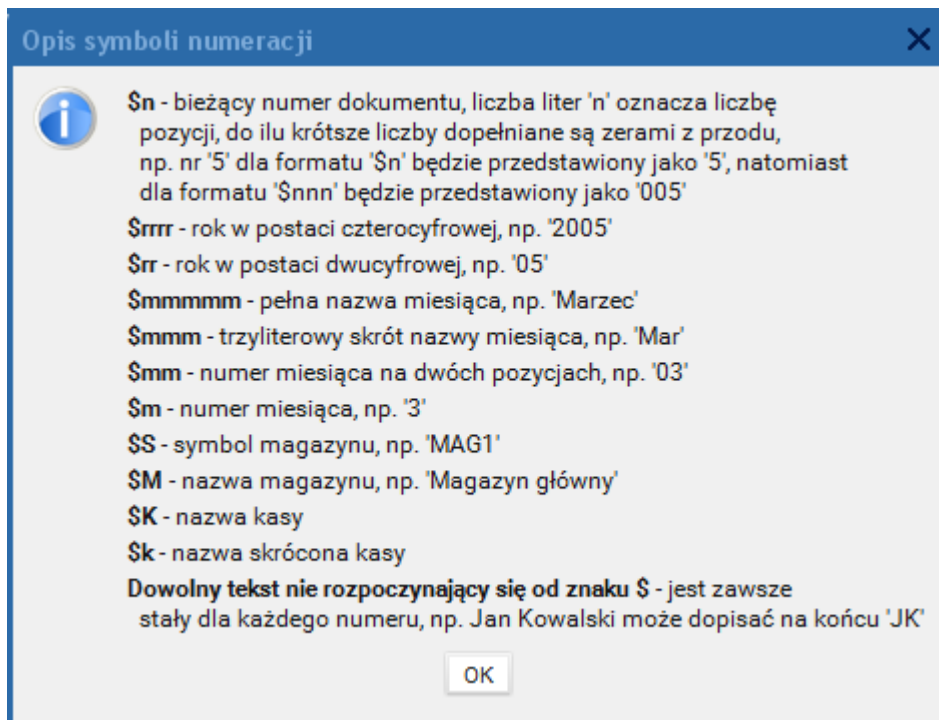 Opis symboli numeracji
$n - bieżący numer dokumentu, liczba liter 'n' oznacza liczbę
pozycji, do ilu krótsze liczby dopełniane są zerami z przodu,
np. nr '5' dla formatu '$n' będzie przedstawiony jako '5', natomiast
dla formatu '$nnn' będzie przedstawiony jako '005'
$rrrr - rok w postaci czterocyfrowej, np. '2005'
$rr - rok w postaci dwucyfrowej, np. '05'
$mmmmm - pełna nazwa miesiąca, np. 'Marzec'
$mmm - trzyliterowy skrót nazwy miesiąca, np. 'Mar'
$mm - numer miesiąca na dwóch pozycjach, np. '03'
$m - numer miesiąca, np. '3'
$S - symbol magazynu, np. 'MAG1'
$M - nazwa magazynu, np. 'Magazyn główny'
$K - nazwa kasy
$k - nazwa skrócona kasy
Dowolny tekst nie rozpoczynający się od znaku $ - jest zawsze
stały dla każdego numeru, np. Jan Kowalski może dopisać na końcu 'JK'
OK